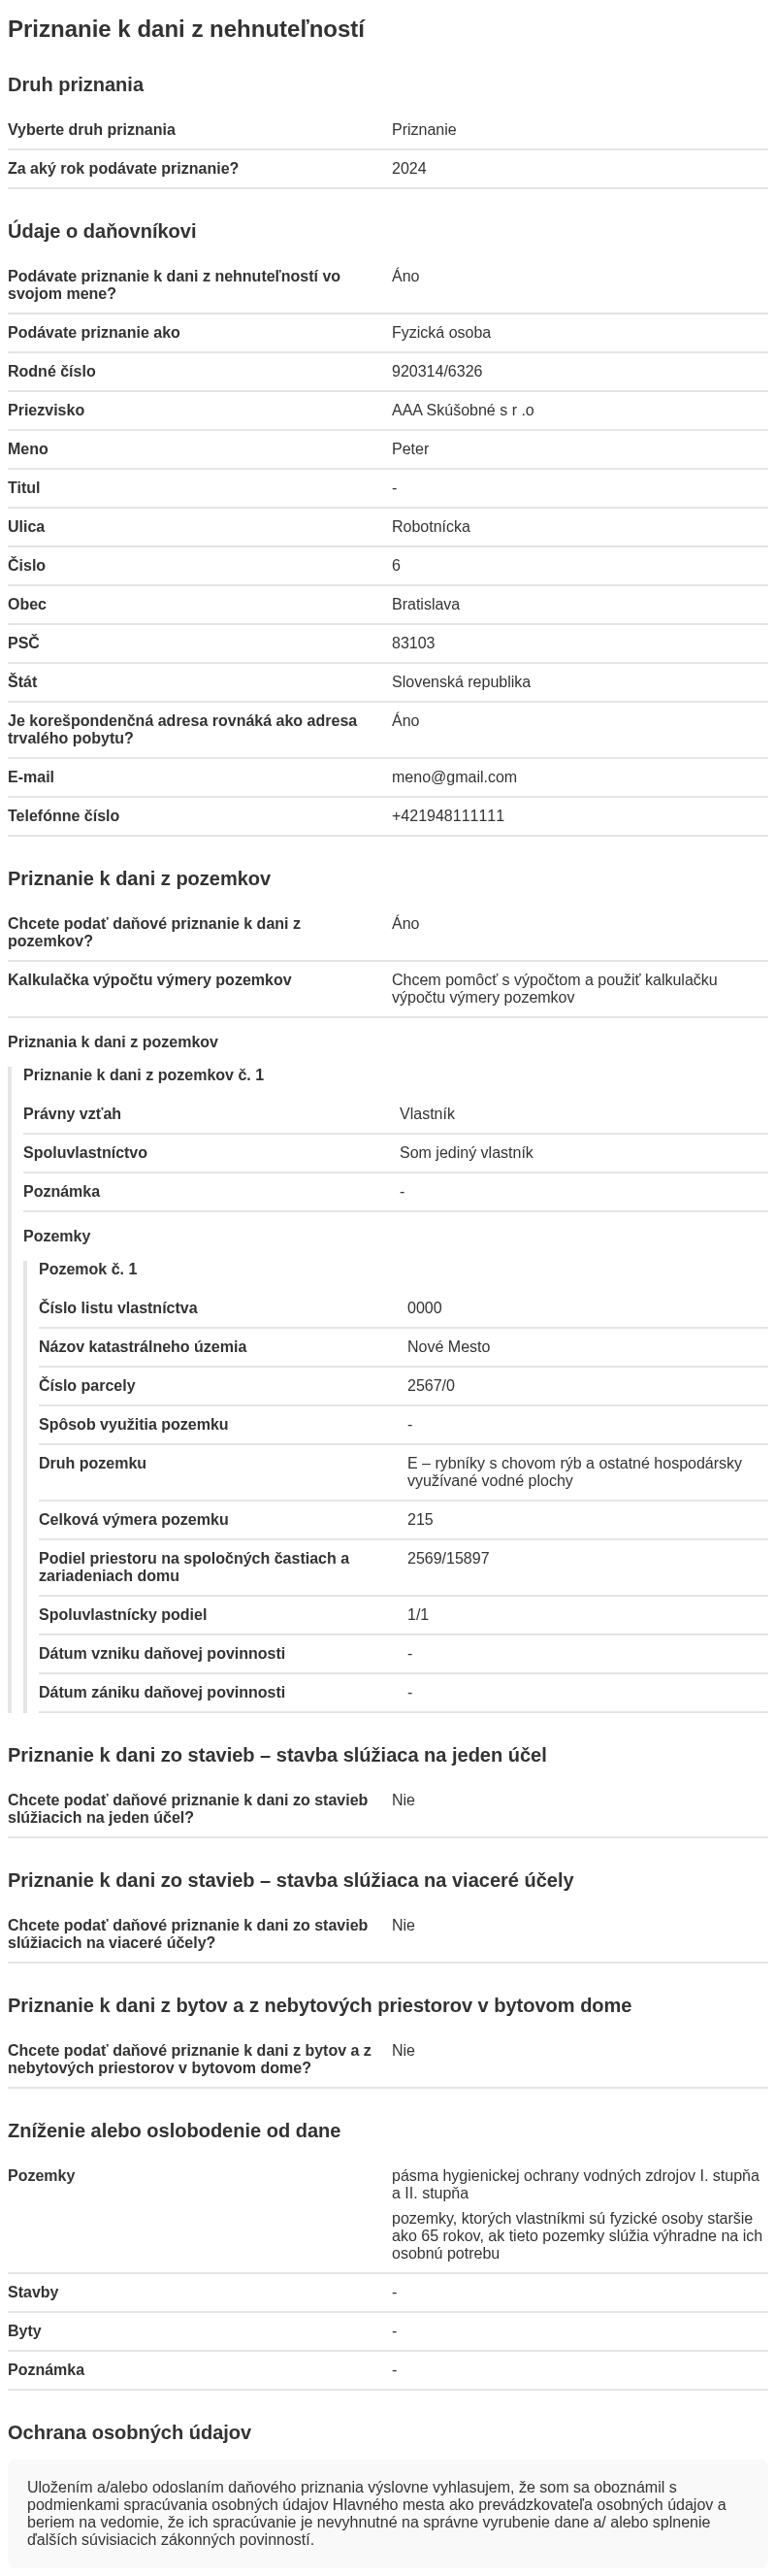 Priznanie k dani z nehnuteľností
Druh priznania
Vyberte druh priznania Priznanie
Za aký rok podávate priznanie? 2024
Údaje o daňovníkovi
Podávate priznanie k dani z nehnuteľností vo Áno
svojom mene?
Podávate priznanie ako Fyzická osoba
Rodné číslo 920314/6326
Priezvisko AAA Skúšobné s r .o
Meno Peter
Titul -
Ulica Robotnícka
Čislo 6
Obec Bratislava
PSČ 83103
Štát Slovenská republika
Je korešpondenčná adresa rovnáká ako adresa Áno
trvalého pobytu?
E-mail meno@gmail.com
Telefónne číslo +421948111111
Priznanie k dani z pozemkov
Chcete podať daňové priznanie k dani z Áno
pozemkov?
Kalkulačka výpočtu výmery pozemkov Chcem pomôcť s výpočtom a použiť kalkulačku
výpočtu výmery pozemkov
Priznania k dani z pozemkov
Priznanie k dani z pozemkov č. 1
Právny vzťah Vlastník
Spoluvlastníctvo Som jediný vlastník
Poznámka -
Pozemky
Pozemok č. 1
Číslo listu vlastníctva 0000
Názov katastrálneho územia Nové Mesto
Číslo parcely 2567/0
Spôsob využitia pozemku -
Druh pozemku E – rybníky s chovom rýb a ostatné hospodársky
využívané vodné plochy
Celková výmera pozemku 215
Podiel priestoru na spoločných častiach a 2569/15897
zariadeniach domu
Spoluvlastnícky podiel 1/1
Dátum vzniku daňovej povinnosti -
Dátum zániku daňovej povinnosti -
Priznanie k dani zo stavieb – stavba slúžiaca na jeden účel
Chcete podať daňové priznanie k dani zo stavieb Nie
slúžiacich na jeden účel?
Priznanie k dani zo stavieb – stavba slúžiaca na viaceré účely
Chcete podať daňové priznanie k dani zo stavieb Nie
slúžiacich na viaceré účely?
Priznanie k dani z bytov a z nebytových priestorov v bytovom dome
Chcete podať daňové priznanie k dani z bytov a z Nie
nebytových priestorov v bytovom dome?
Zníženie alebo oslobodenie od dane
Pozemky pásma hygienickej ochrany vodných zdrojov I. stupňa
a II. stupňa
pozemky, ktorých vlastníkmi sú fyzické osoby staršie
ako 65 rokov, ak tieto pozemky slúžia výhradne na ich
osobnú potrebu
Stavby -
Byty -
Poznámka -
Ochrana osobných údajov
Uložením a/alebo odoslaním daňového priznania výslovne vyhlasujem, že som sa oboznámil s
podmienkami spracúvania osobných údajov Hlavného mesta ako prevádzkovateľa osobných údajov a
beriem na vedomie, že ich spracúvanie je nevyhnutné na správne vyrubenie dane a/ alebo splnenie
ďalších súvisiacich zákonných povinností.